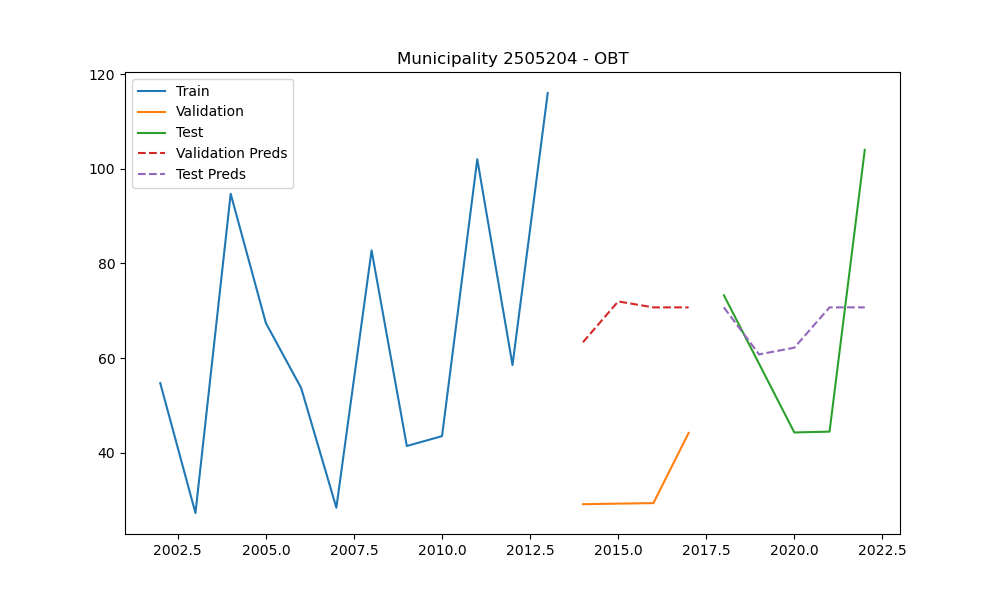 Municipality 2505204 - OBT
Train
Validation
Test
Validation Preds
Test Preds
120
100
80
60
40
2002.5 2005.0 2007.5 2010.0 2012.5 2015.0 2017.5 2020.0 2022.5